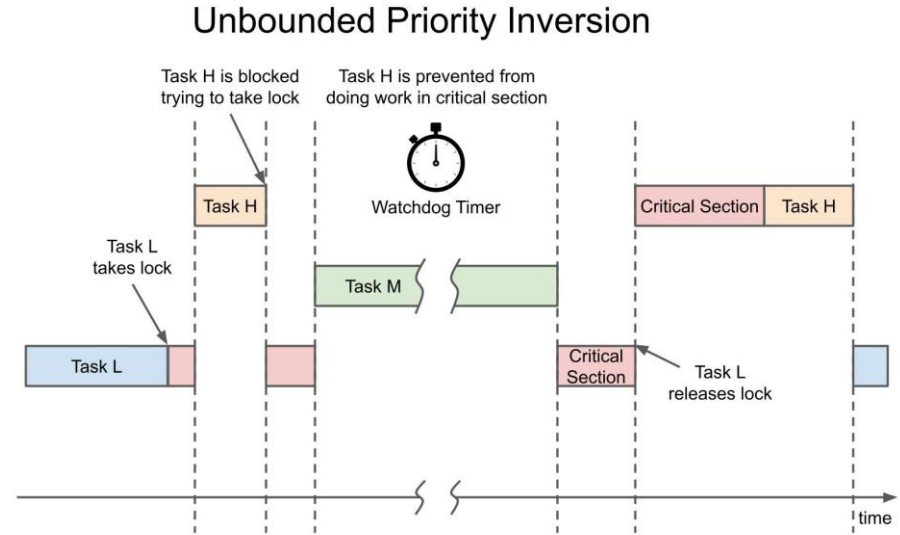 Unbounded Priority Inversion
Task H is blocked
trying to take lock
Task H is prevented from
doing work in critical section
Watchdog Timer
Task H
Critical Section
Task H
Task L
takes lock
Task M
Task L
Critical
Section
Task L
releases lock
time